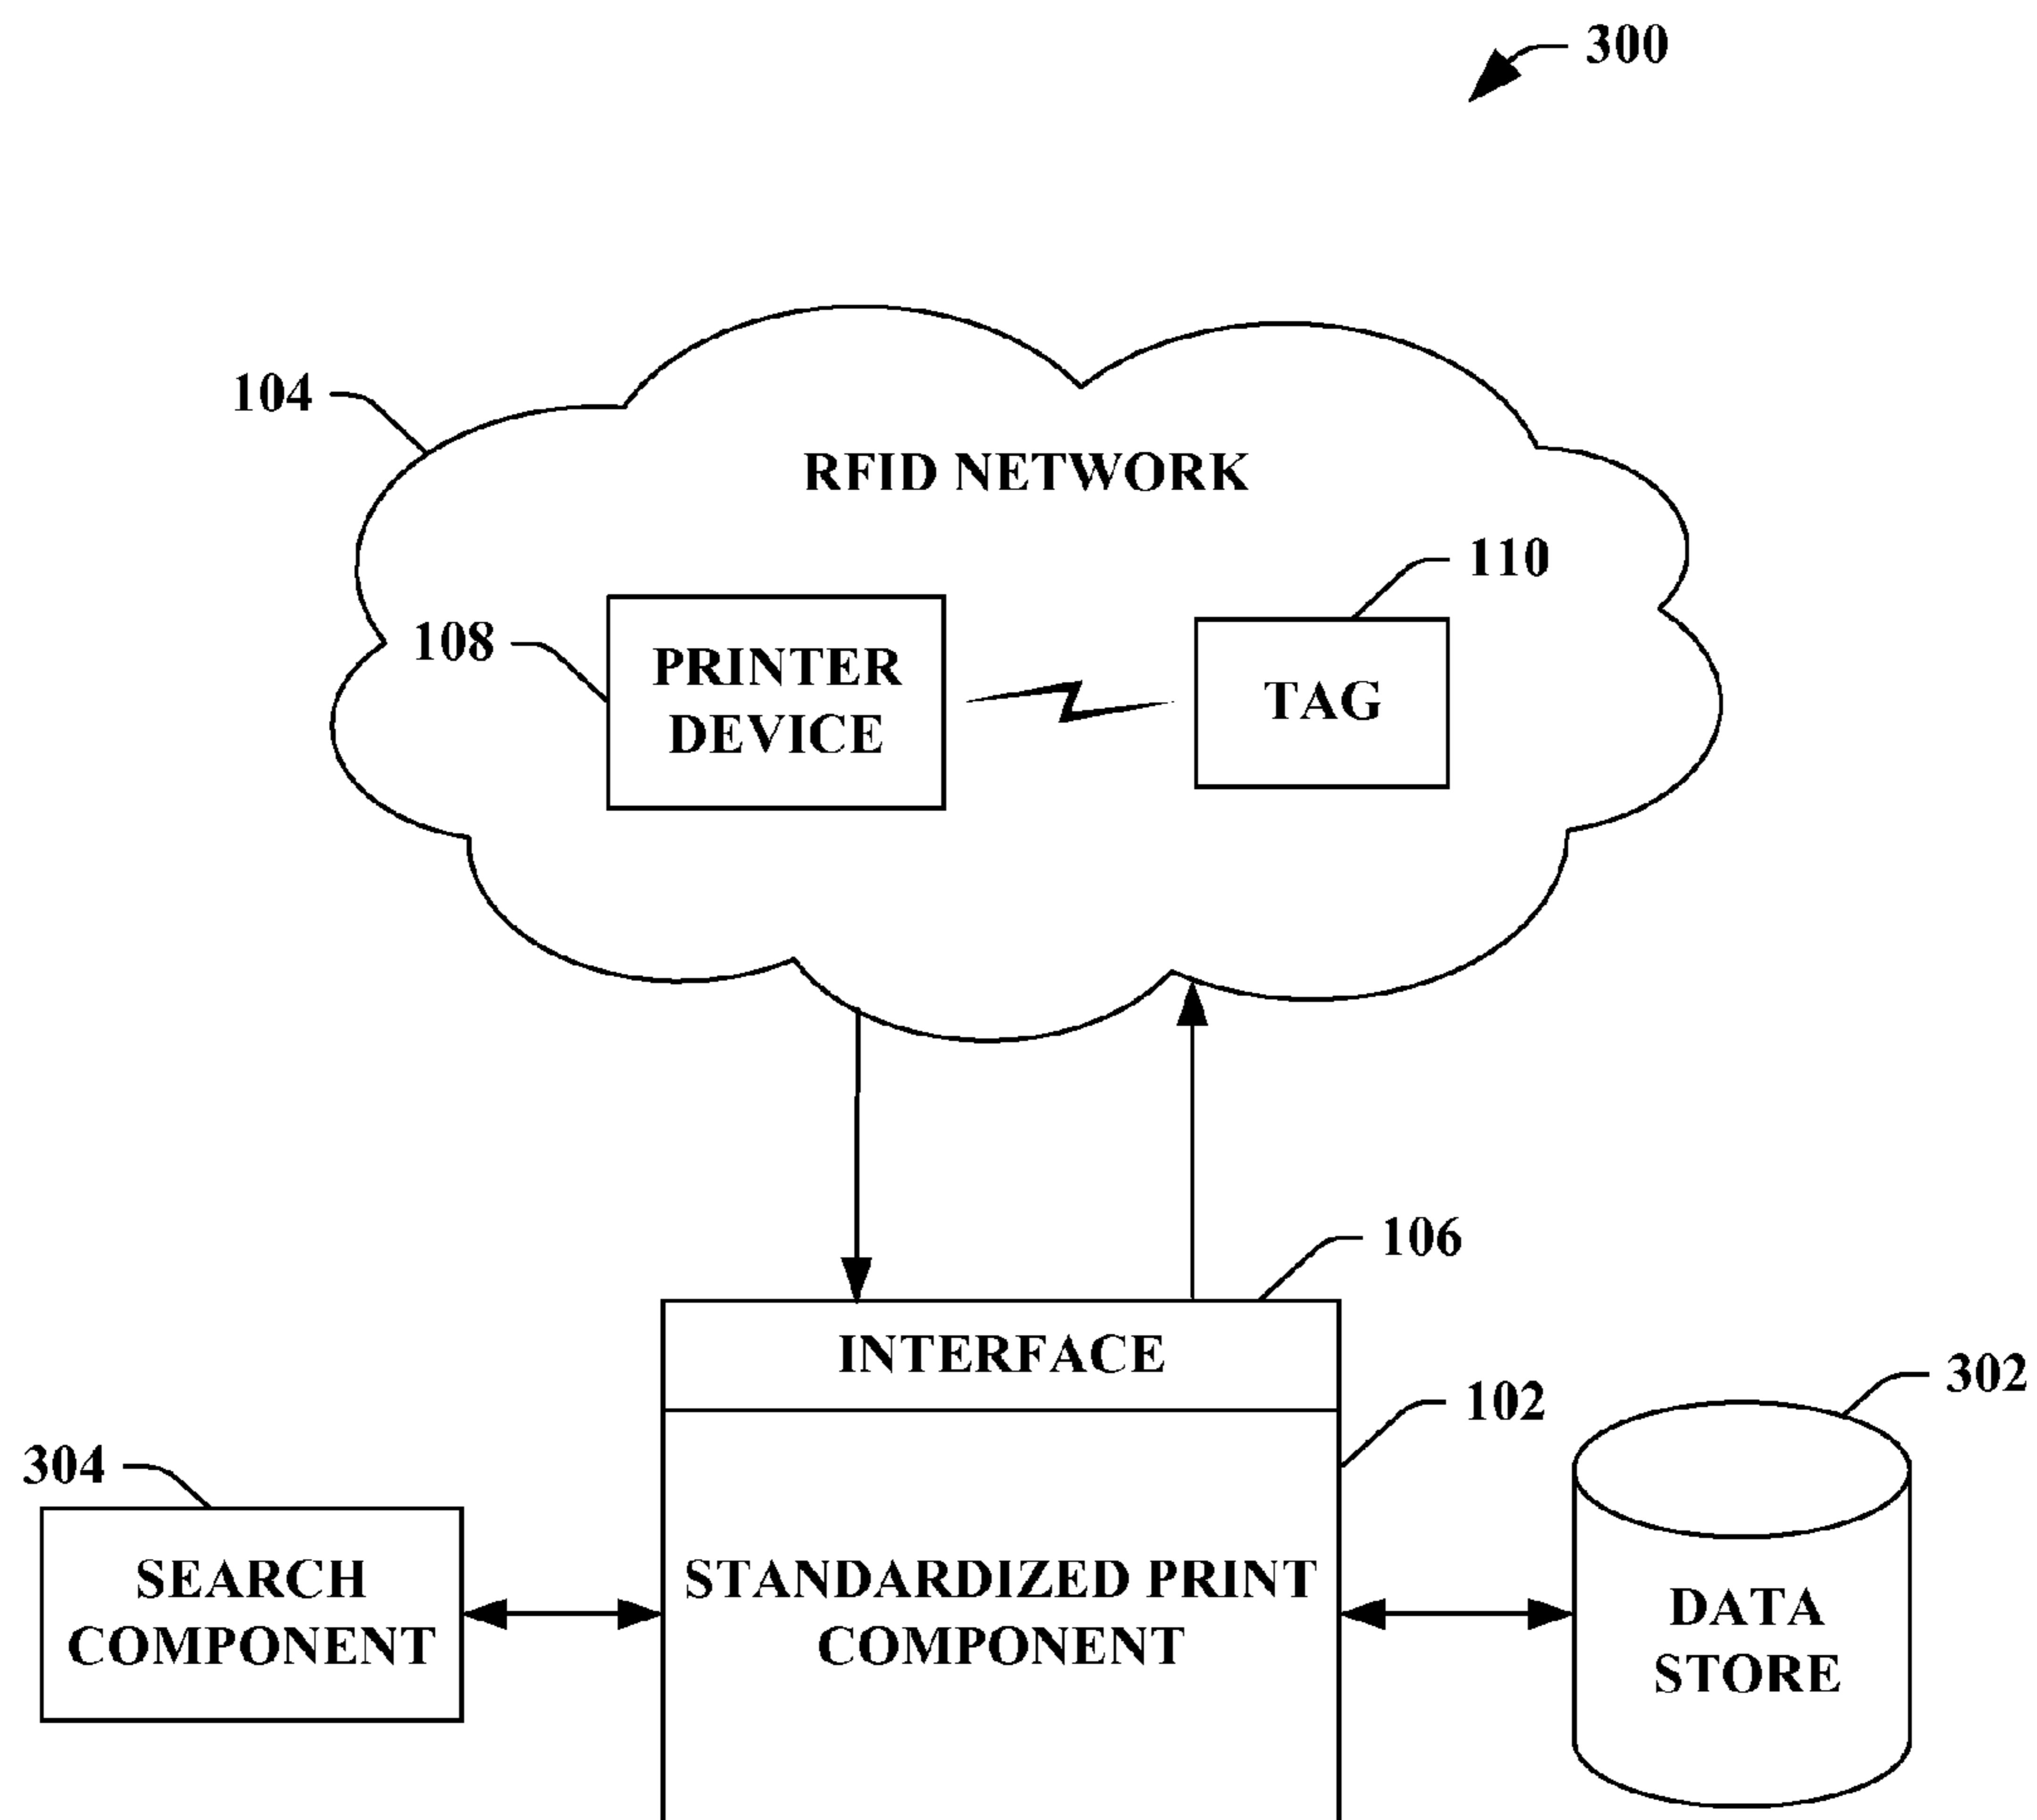 300
104
RFID NETWORK
110
108
PRINTER
DEVICE
TAG
106
INTERFACE
302
102
304
SEARCH
COMPONENT
STANDARDIZED PRINT
COMPONENT
DATA
STORE